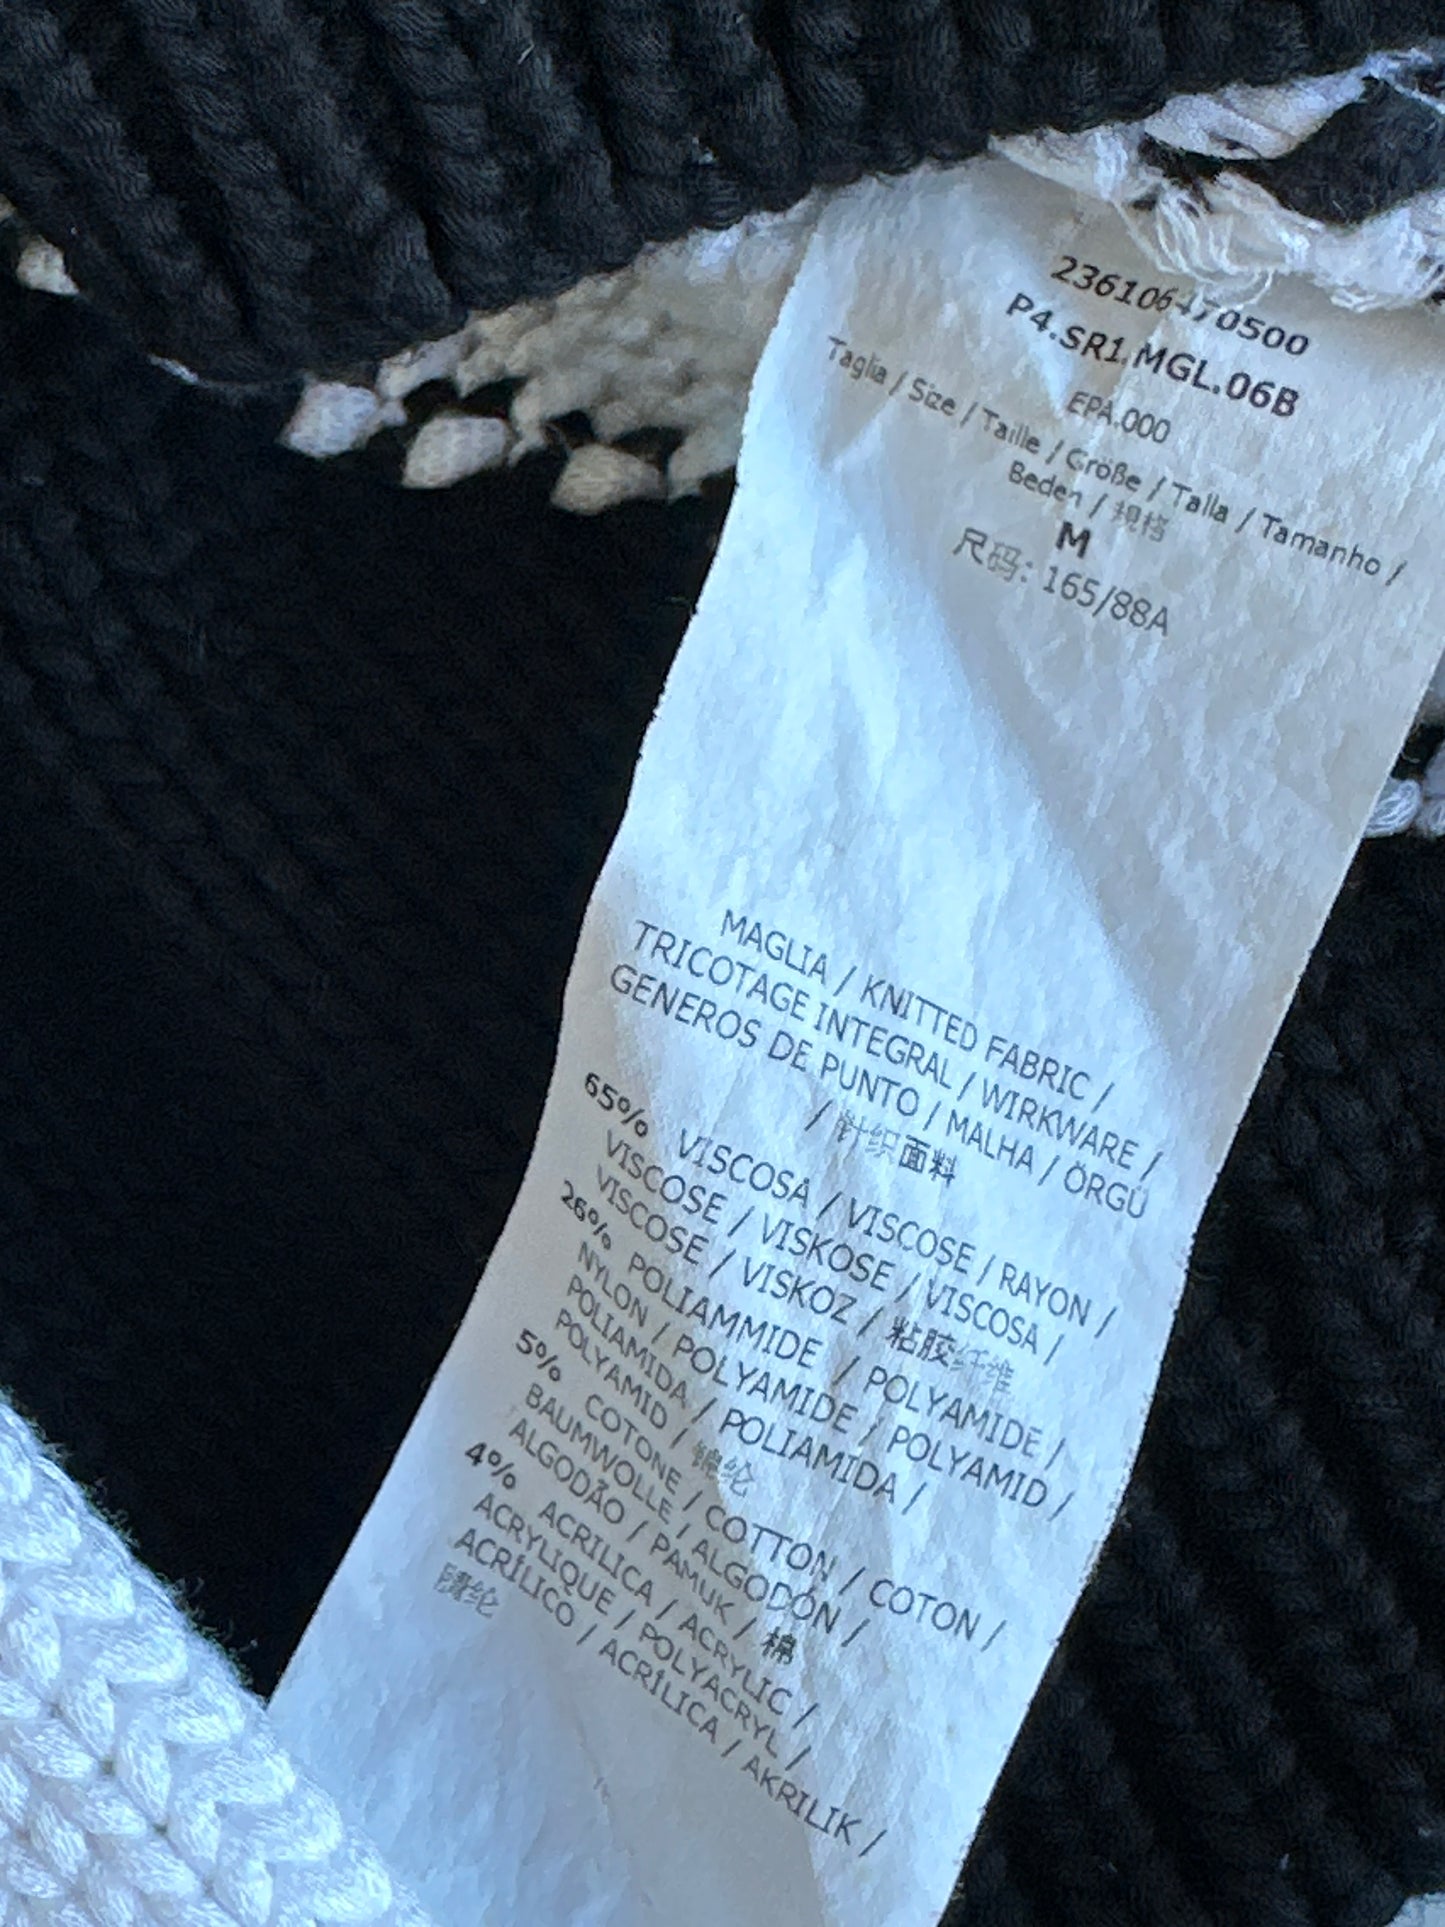 236106470500
P4.SR1.MGL.06B
EPA.000
Taglia / Size / Taille / Größe / Talla / Tamanho /
Beden / 规格
M
尺码: 165/88A
MAGLIA / KNITTED FABRIC /
TRICOTAGE INTEGRAL / WIRKWARE /
GENEROS DE PUNTO / MALHA / ÖRGÜ
/ 针织面料
65% VISCOSA / VISCOSE / RAYON /
VISCOSE / VISKOSE / VISCOSA /
VISCOSE / VISKOZ / 粘胶纤维
26% POLIAMMIDE / POLYAMIDE /
NYLON / POLYAMIDE / POLYAMID /
POLIAMIDA / POLIAMIDA /
POLYAMID / 锦纶
5% COTONE / COTTON / COTON /
BAUMWOLLE / ALGODÓN /
ALGODÃO / PAMUK / 棉
4% ACRILICA / ACRYLIC /
ACRYLIQUE / POLYACRYL /
ACRÍLICO / ACRÍLICA / AKRILIK /
腈纶